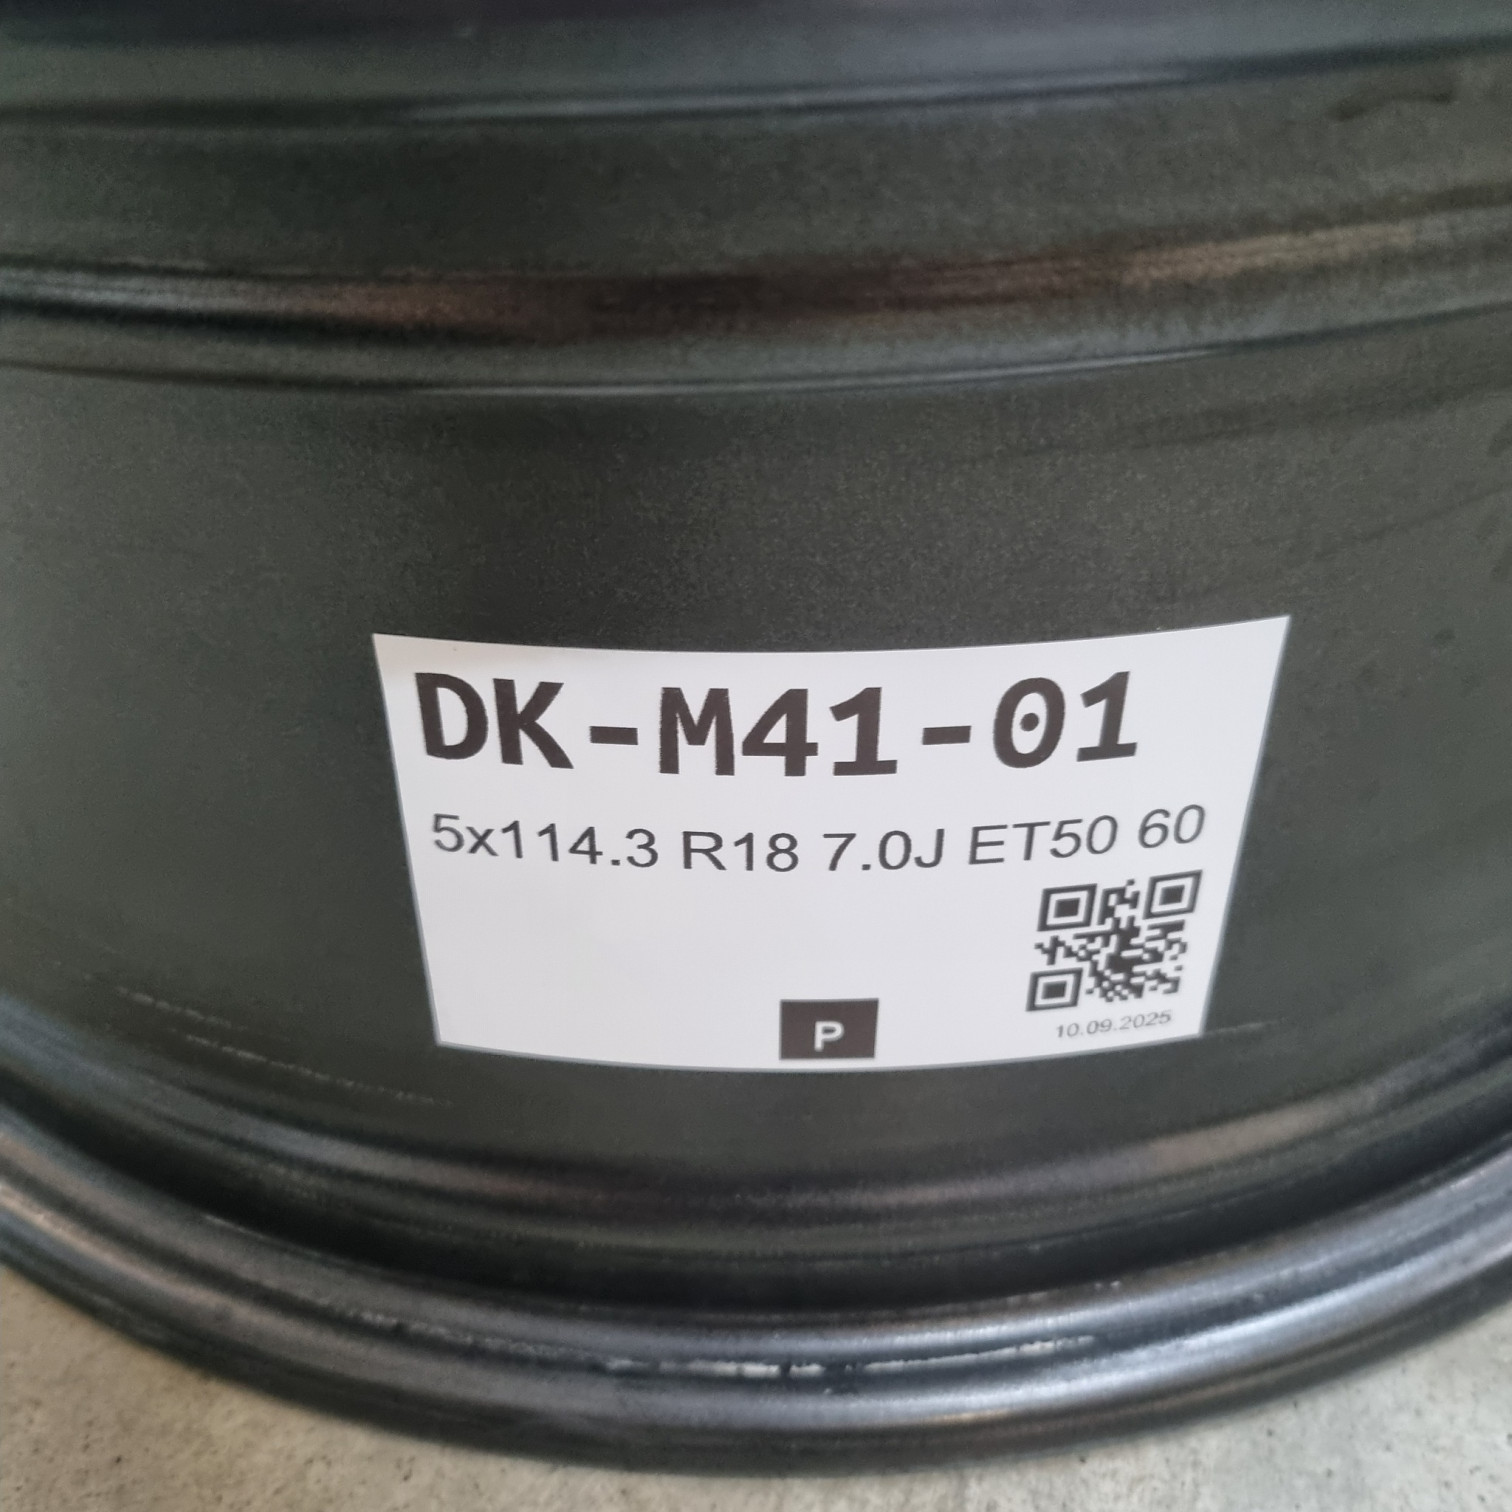 DK-M41-01
5x114.3 R18 7.0J ET50 60
10.09.2025
P